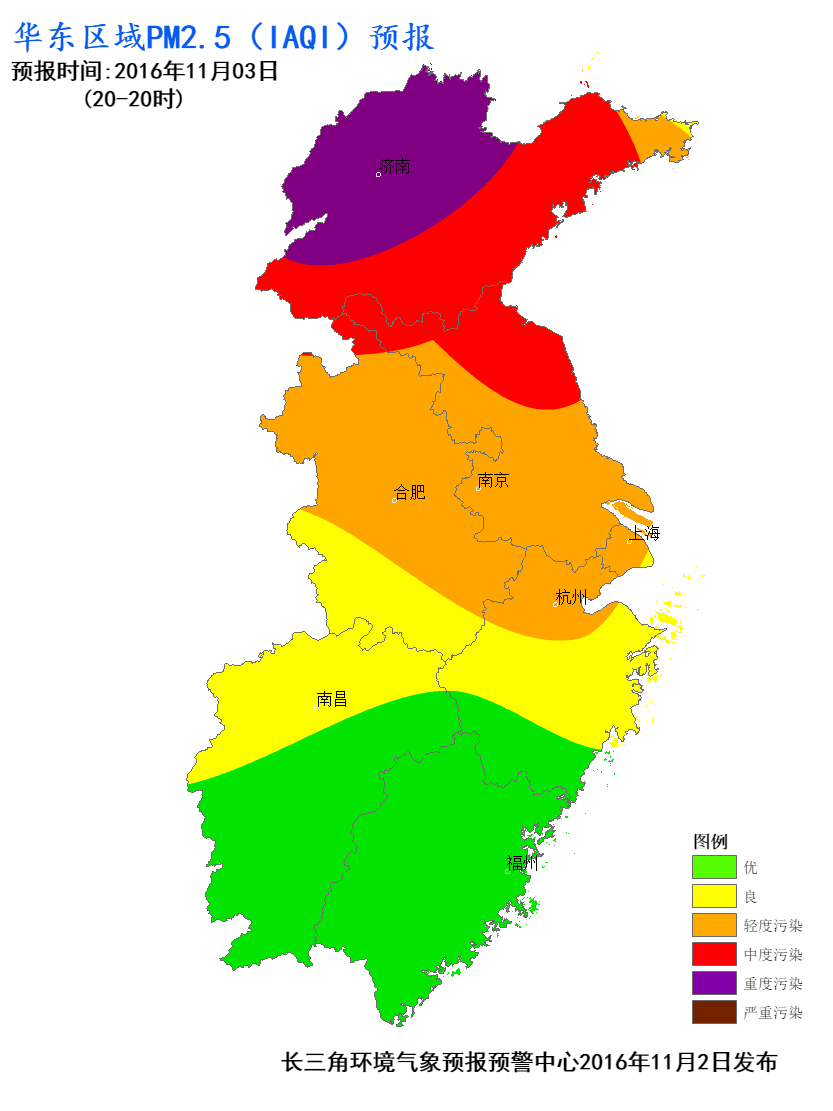 华东区域PM2.5（IAQI）预报
预报时间:2016年11月03日
(20-20时)
济南
合肥
南京
上海
杭州
南昌
福州
图例
优
良
轻度污染
中度污染
重度污染
严重污染
长三角环境气象预报预警中心2016年11月2日发布